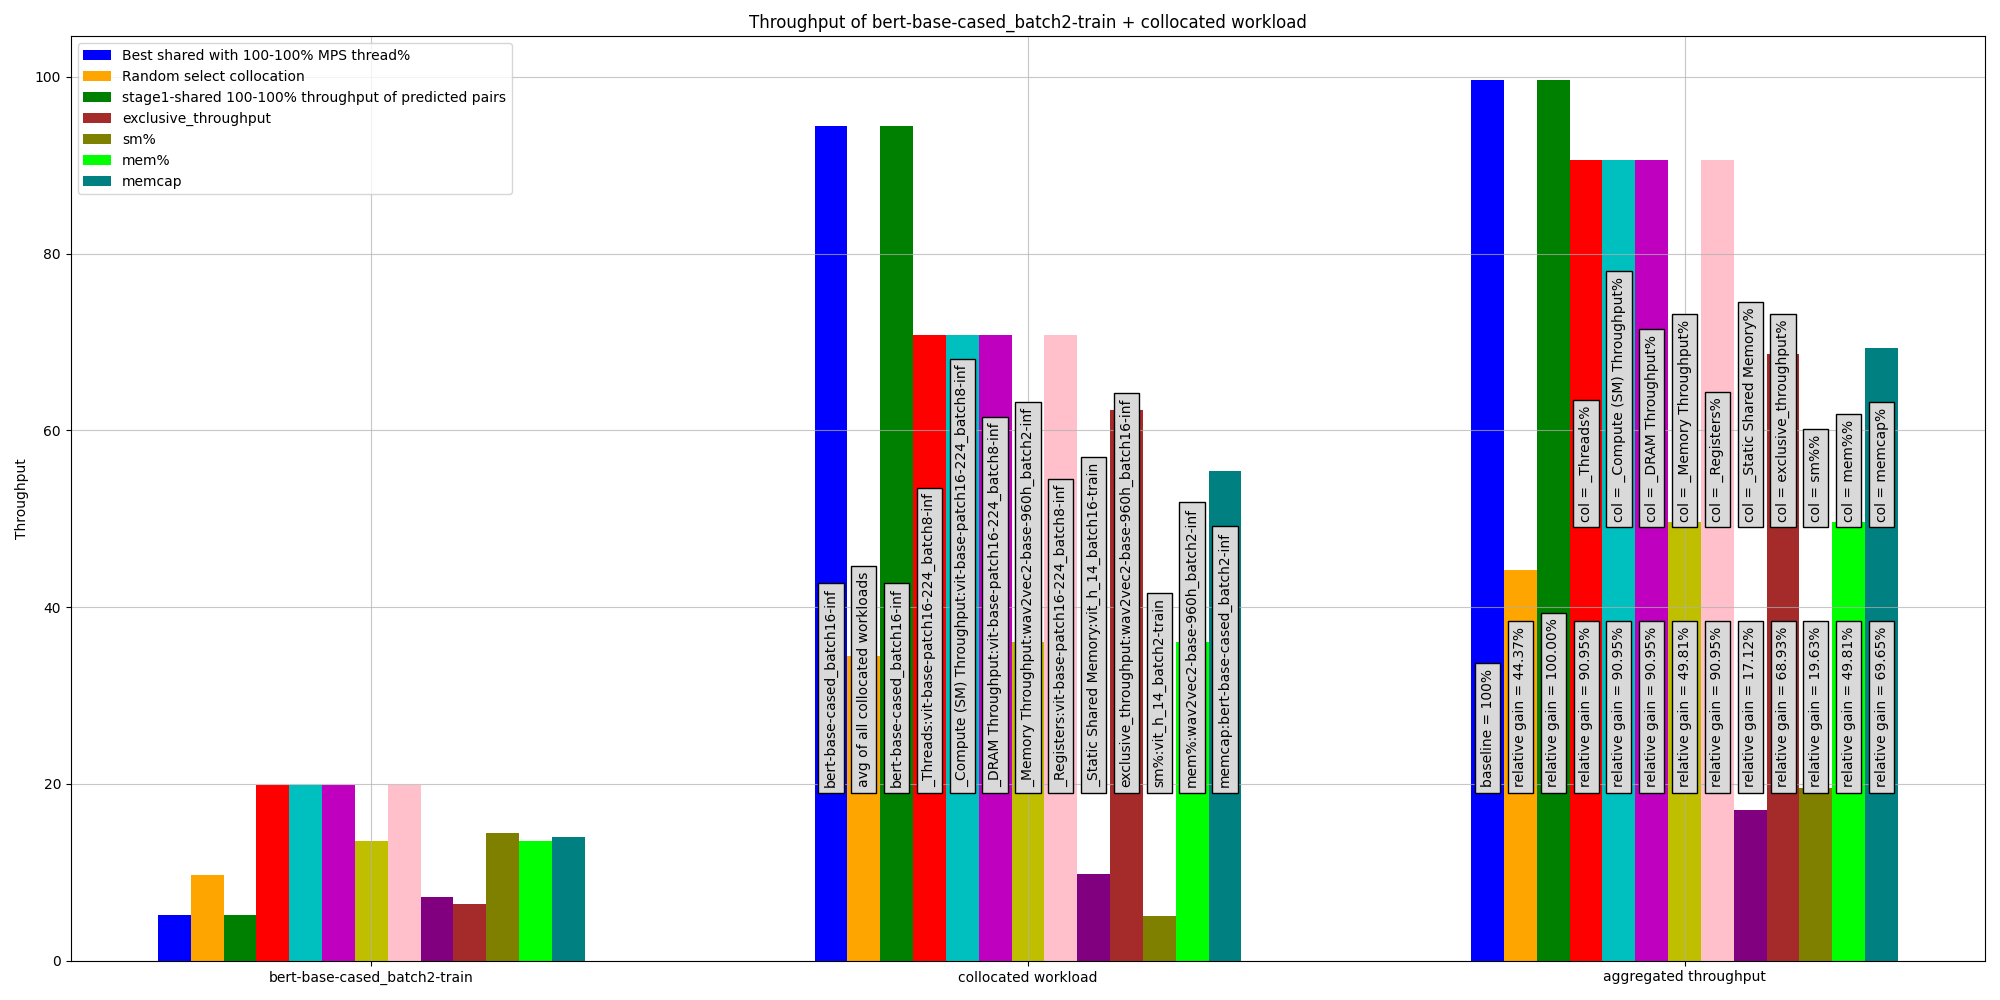 Throughput of bert-base-cased_batch2-train + collocated workload
Best shared with 100-100% MPS thread%
Random select collocation
stage1-shared 100-100% throughput of predicted pairs
exclusive_throughput
sm%
mem%
memcap
Throughput
100
80
60
40
20
0
bert-base-cased_batch16-inf
avg of all collocated workloads
bert-base-cased_batch16-inf
_Threads:vit-base-patch16-224_batch8-inf
_Compute (SM) Throughput:vit-base-patch16-224_batch8-inf
_DRAM Throughput:vit-base-patch16-224_batch8-inf
_Memory Throughput:wav2vec2-base-960h_batch2-inf
_Registers:vit-base-patch16-224_batch8-inf
_Static Shared Memory:vit_h_14_batch16-train
exclusive_throughput:wav2vec2-base-960h_batch16-inf
sm%:vit_h_14_batch2-train
mem%:wav2vec2-base-960h_batch2-inf
memcap:bert-base-cased_batch2-inf
col = _Threads%
col = _Compute (SM) Throughput%
col = _DRAM Throughput%
col = _Memory Throughput%
col = _Registers%
col = _Static Shared Memory%
col = exclusive_throughput%
col = sm%%
col = mem%%
col = memcap%
baseline = 100%
relative gain = 44.37%
relative gain = 100.00%
relative gain = 90.95%
relative gain = 90.95%
relative gain = 90.95%
relative gain = 49.81%
relative gain = 90.95%
relative gain = 17.12%
relative gain = 68.93%
relative gain = 19.63%
relative gain = 49.81%
relative gain = 69.65%
bert-base-cased_batch2-train
collocated workload
aggregated throughput